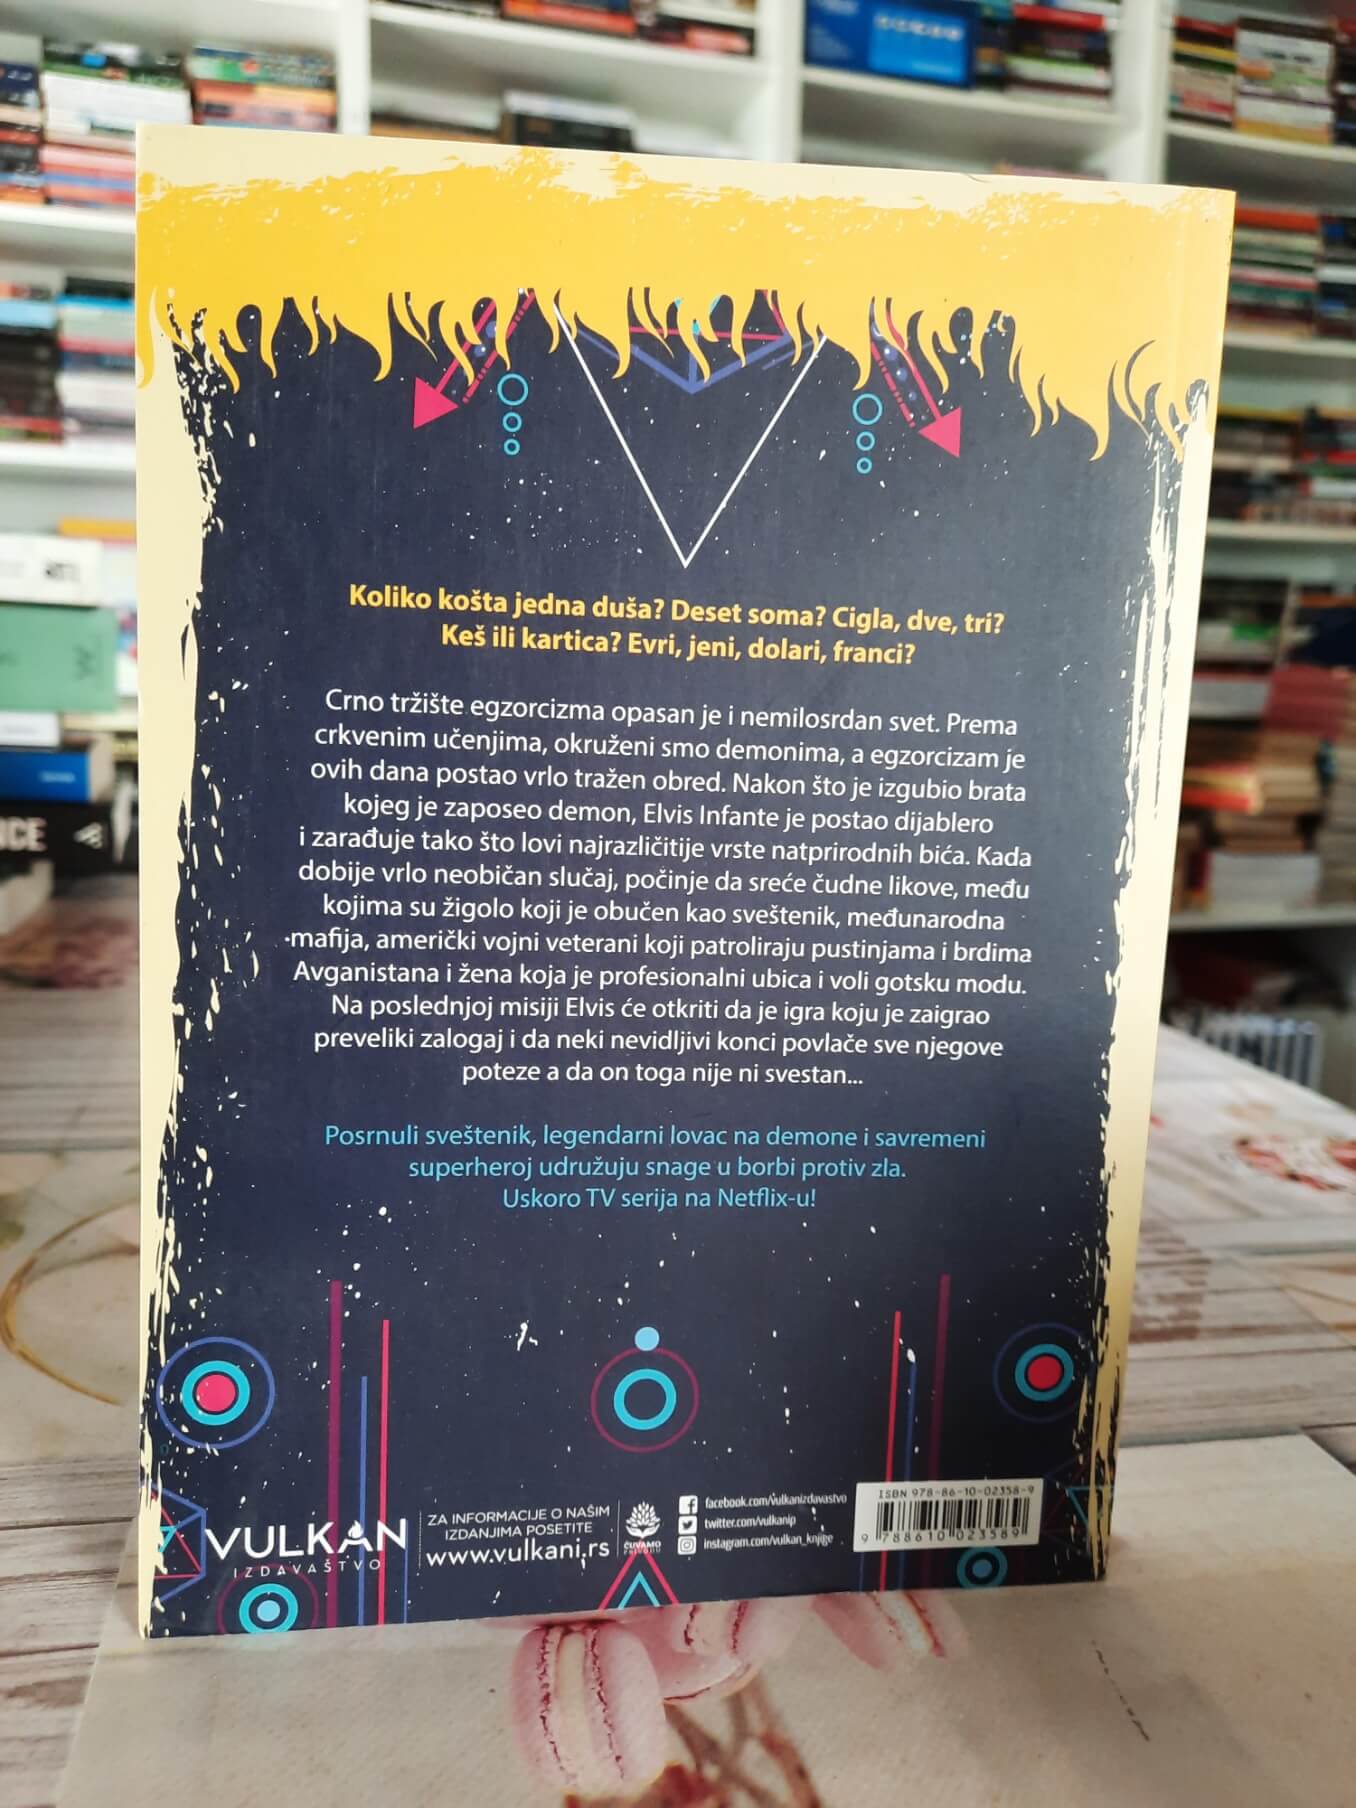 Koliko košta jedna duša? Deset soma? Cigla, dve, tri?
Keš ili kartica? Evri, jeni, dolari, franci?
Crno tržište egzorcizma opasan je i nemilosrdan svet. Prema
crkvenim učenjima, okruženi smo demonima, a egzorcizam je
ovih dana postao vrlo tražen obred. Nakon što je izgubio brata
kojeg je zaposeo demon, Elvis Infante je postao dijablero
i zarađuje tako što lovi najrazličitije vrste natprirodnih bića. Kada
dobije vrlo neobičan slučaj, počinje da sreće čudne likove, među
kojima su žigolo koji je obučen kao sveštenik, međunarodna
mafija, američki vojni veterani koji patroliraju pustinjama i brdima
Avganistana i žena koja je profesionalni ubica i voli gotsku modu.
Na poslednjoj misiji Elvis će otkriti da je igra koju je zaigrao
preveliki zalogaj i da neki nevidljivi konci povlače sve njegove
poteze a da on toga nije ni svestan...
Posrnuli sveštenik, legendarni lovac na demone i savremeni
superheroj udružuju snage u borbi protiv zla.
Uskoro TV serija na Netflix-u!
VULKAN
IZDAVAŠTVO
ZA INFORMACIJE O NAŠIM
IZDANJIMA POSETITE
www.vulkani.rs
ČUVAMO
facebook.com/vulkanizdavastvo
twitter.com/vulkanip
instagram.com/vulkan_knjige
ISBN 978-86-10-02358-9
9 788610 023589